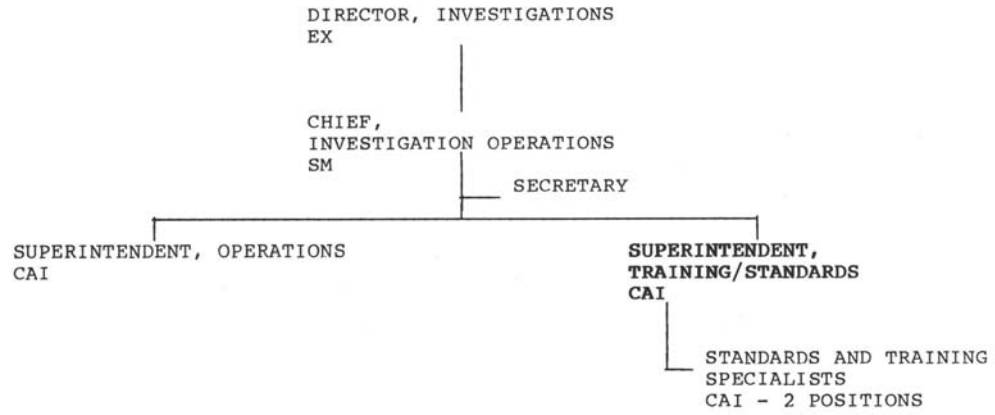 DIRECTOR, INVESTIGATIONS
EX
CHIEF,
INVESTIGATION OPERATIONS
SM
SECRETARY
SUPERINTENDENT, OPERATIONS
CAI
SUPERINTENDENT,
TRAINING/STANDARDS
CAI
STANDARDS AND TRAINING
SPECIALISTS
CAI - 2 POSITIONS